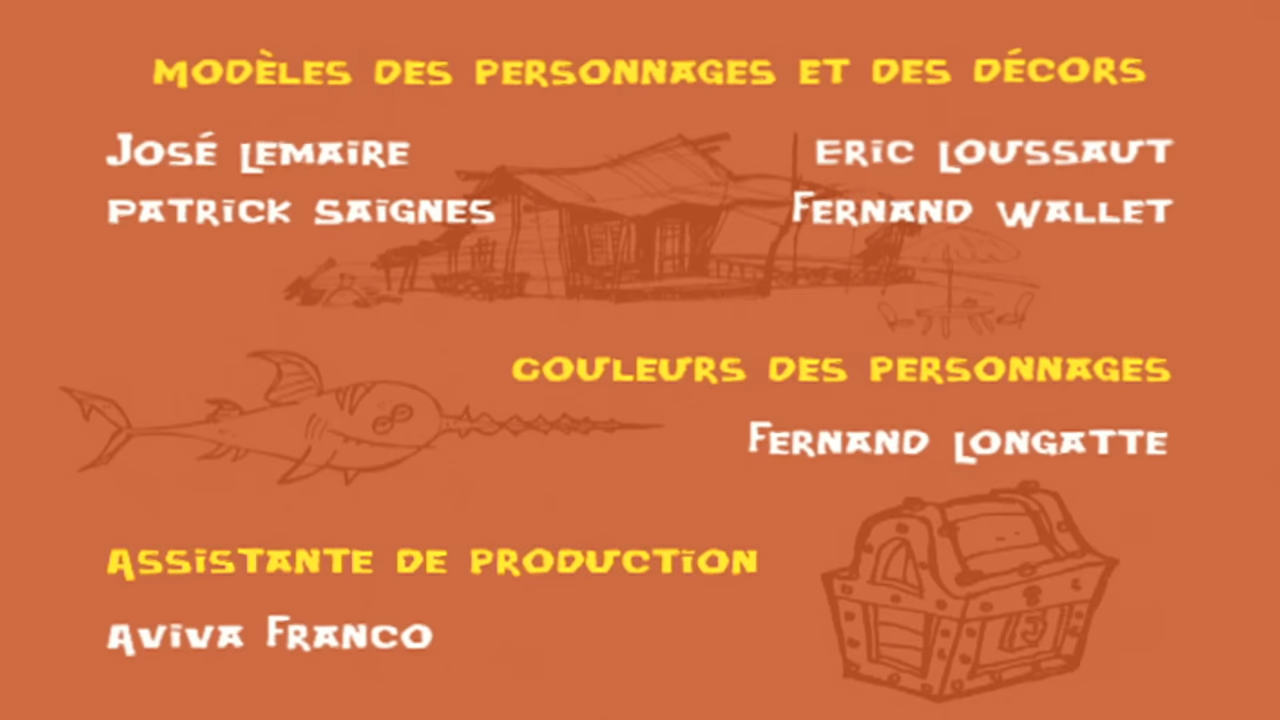 MODÈLES DES PERSONNAGES ET DES DÉCORS
JOSÉ LEMAIRE
ERIC LOUSSAUT
PATRICK SAIGNES
FERNAND WALLET
COULEURS DES PERSONNAGES
FERNAND LONGATTE
ASSISTANTE DE PRODUCTION
AVIVA FRANCO